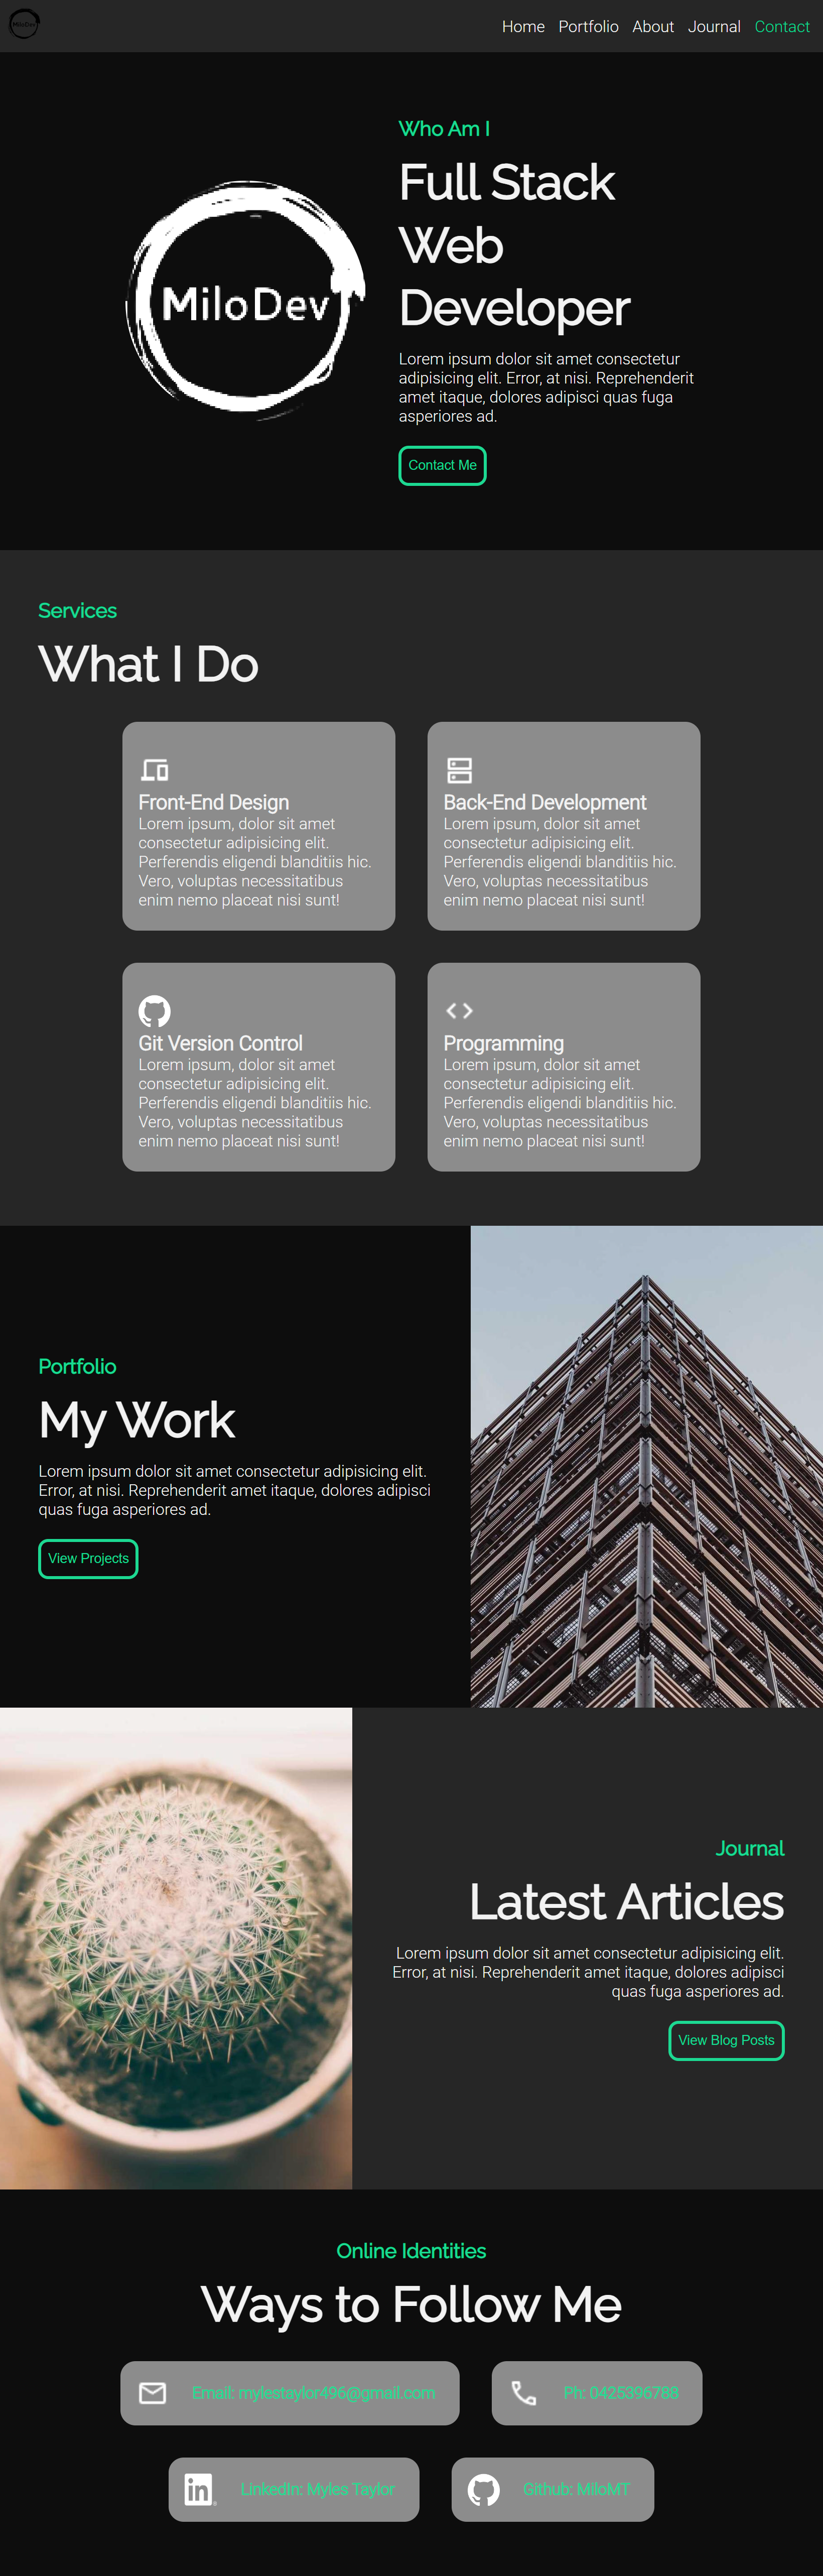 MiloDev
Home Portfolio About Journal Contact
MiloDev
Who Am I
Full Stack
Web
Developer
Lorem ipsum dolor sit amet consectetur
adipisicing elit. Error, at nisi. Reprehenderit
amet itaque, dolores adipisci quas fuga
asperiores ad.
Contact Me
Services
What I Do
Front-End Design
Lorem ipsum, dolor sit amet
consectetur adipisicing elit.
Perferendis eligendi blanditiis hic.
Vero, voluptas necessitatibus
enim nemo placeat nisi sunt!
Back-End Development
Lorem ipsum, dolor sit amet
consectetur adipisicing elit.
Perferendis eligendi blanditiis hic.
Vero, voluptas necessitatibus
enim nemo placeat nisi sunt!
Git Version Control
Lorem ipsum, dolor sit amet
consectetur adipisicing elit.
Perferendis eligendi blanditiis hic.
Vero, voluptas necessitatibus
enim nemo placeat nisi sunt!
Programming
Lorem ipsum, dolor sit amet
consectetur adipisicing elit.
Perferendis eligendi blanditiis hic.
Vero, voluptas necessitatibus
enim nemo placeat nisi sunt!
Portfolio
My Work
Lorem ipsum dolor sit amet consectetur adipisicing elit.
Error, at nisi. Reprehenderit amet itaque, dolores adipisci
quas fuga asperiores ad.
View Projects
Journal
Latest Articles
Lorem ipsum dolor sit amet consectetur adipisicing elit.
Error, at nisi. Reprehenderit amet itaque, dolores adipisci
quas fuga asperiores ad.
View Blog Posts
Online Identities
Ways to Follow Me
Email: mylestaylor496@gmail.com
Ph: 0425396788
in
LinkedIn: Myles Taylor
Github: MiloMT